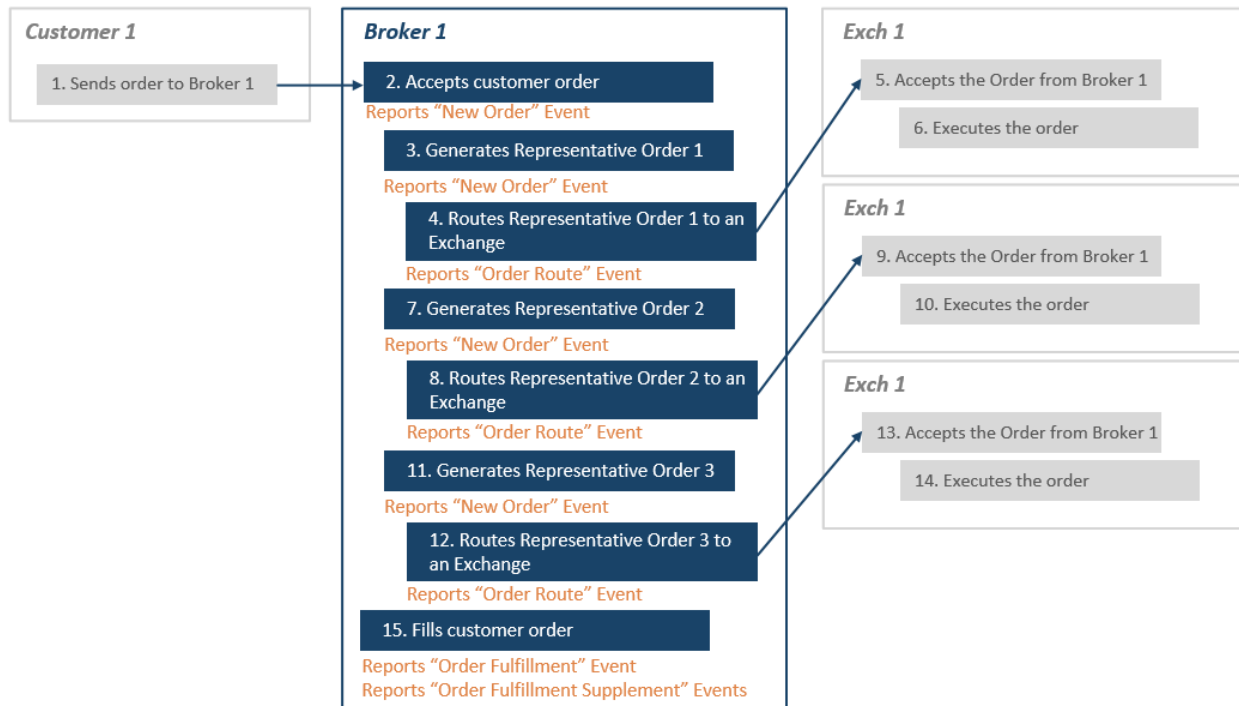 Customer 1
1. Sends order to Broker 1
Broker 1
2. Accepts customer order
Reports “New Order” Event
3. Generates Representative Order 1
Reports “New Order” Event
4. Routes Representative Order 1 to an
Exchange
Reports “Order Route” Event
Exch 1
5. Accepts the Order from Broker 1
6. Executes the order
7. Generates Representative Order 2
Reports “New Order” Event
8. Routes Representative Order 2 to an
Exchange
Reports “Order Route” Event
Exch 1
9. Accepts the Order from Broker 1
10. Executes the order
11. Generates Representative Order 3
Reports “New Order” Event
12. Routes Representative Order 3 to
an Exchange
Reports “Order Route” Event
Exch 1
13. Accepts the Order from Broker 1
14. Executes the order
15. Fills customer order
Reports “Order Fulfillment” Event
Reports “Order Fulfillment Supplement” Events